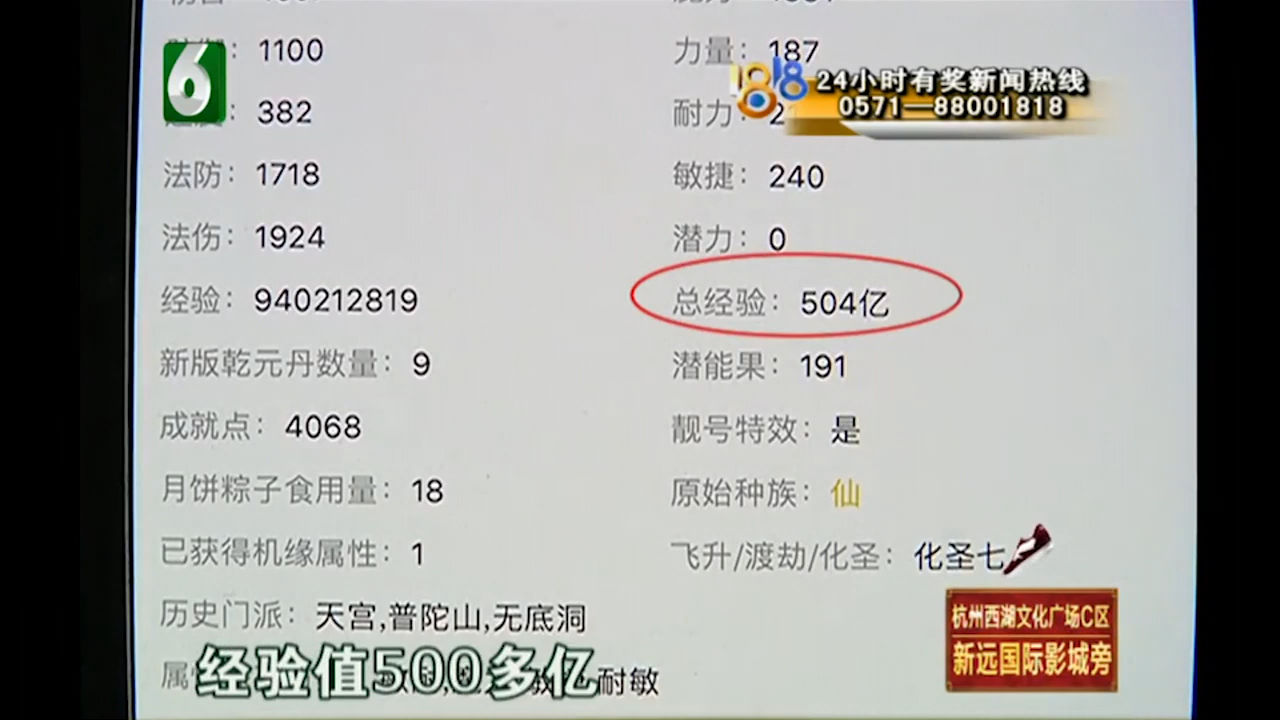 1100
力量：187
6
1818
24小时有奖新闻热线
0571—88001818
382
耐力：2
法防：1718
敏捷：240
法伤：1924
潜力：0
经验：940212819
总经验：504亿
新版乾元丹数量：9
潜能果：191
成就点：4068
靓号特效：是
月饼粽子食用量：18
原始种族：仙
已获得机缘属性：1
飞升/渡劫/化圣：化圣七
历史门派：天宫,普陀山,无底洞
杭州西湖文化广场C区
新远国际影城旁
属
耐敏
经验值500多亿